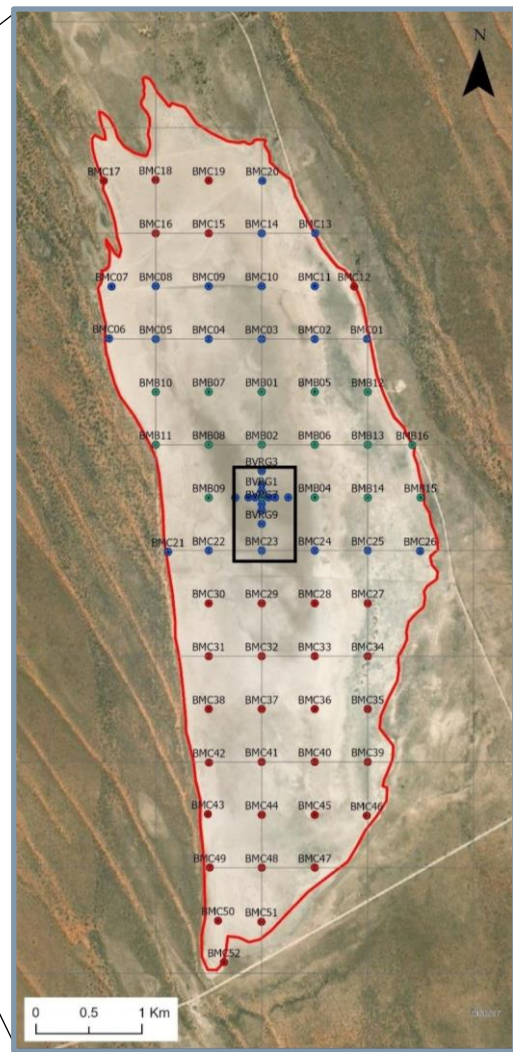 N
BMC17 BMC18 BMC19 BMC20
BMC16 BMC15 BMC14 BMC13
BMC07 BMC08 BMC09 BMC10 BMC11 BMC12
BMC06 BMC05 BMC04 BMC03 BMC02 BMC01
BMB10 BMB07 BMB01 BMB05 BMB12
BMB11 BMB08 BMB02 BMB06 BMB13 BMB16
BVRG3
BVRG1
BMB09 BMB04 BMB14 BMB15
BVRG9
BMC21 BMC22 BMC23 BMC24 BMC25 BMC26
BMC30 BMC29 BMC28 BMC27
BMC31 BMC32 BMC33 BMC34
BMC38 BMC37 BMC36 BMC35
BMC42 BMC41 BMC40 BMC39
BMC43 BMC44 BMC45 BMC46
BMC49 BMC48 BMC47
BMC50 BMC51
BMC52
0 0.5 1 Km